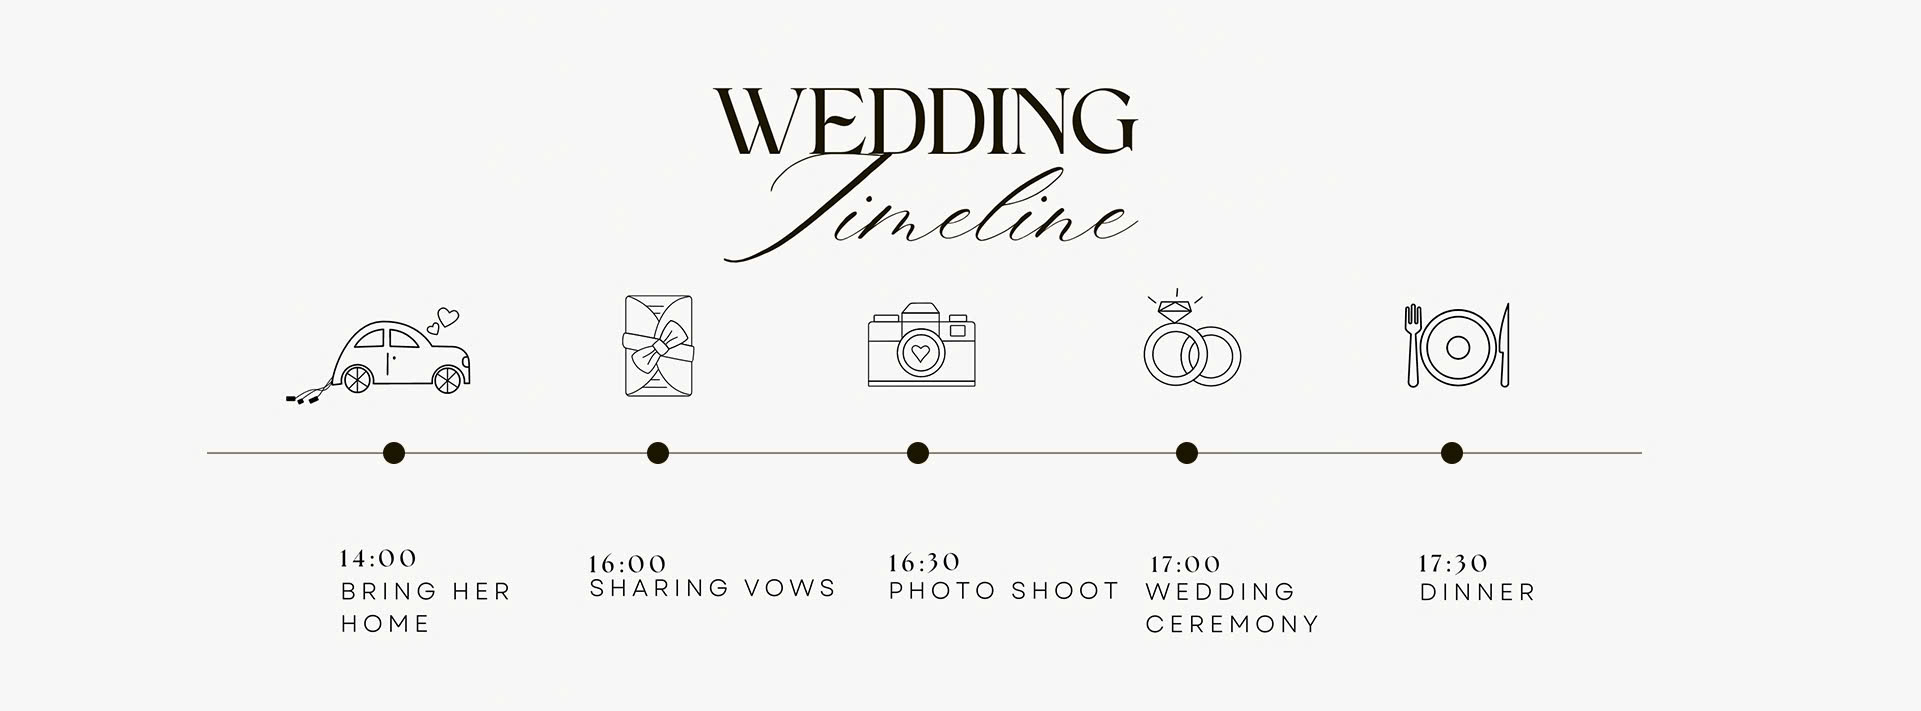 WEDDING
Timeline
14:00
BRING HER
HOME
16:00
SHARING VOWS
16:30
PHOTO SHOOT
17:00
WEDDING
CEREMONY
17:30
DINNER